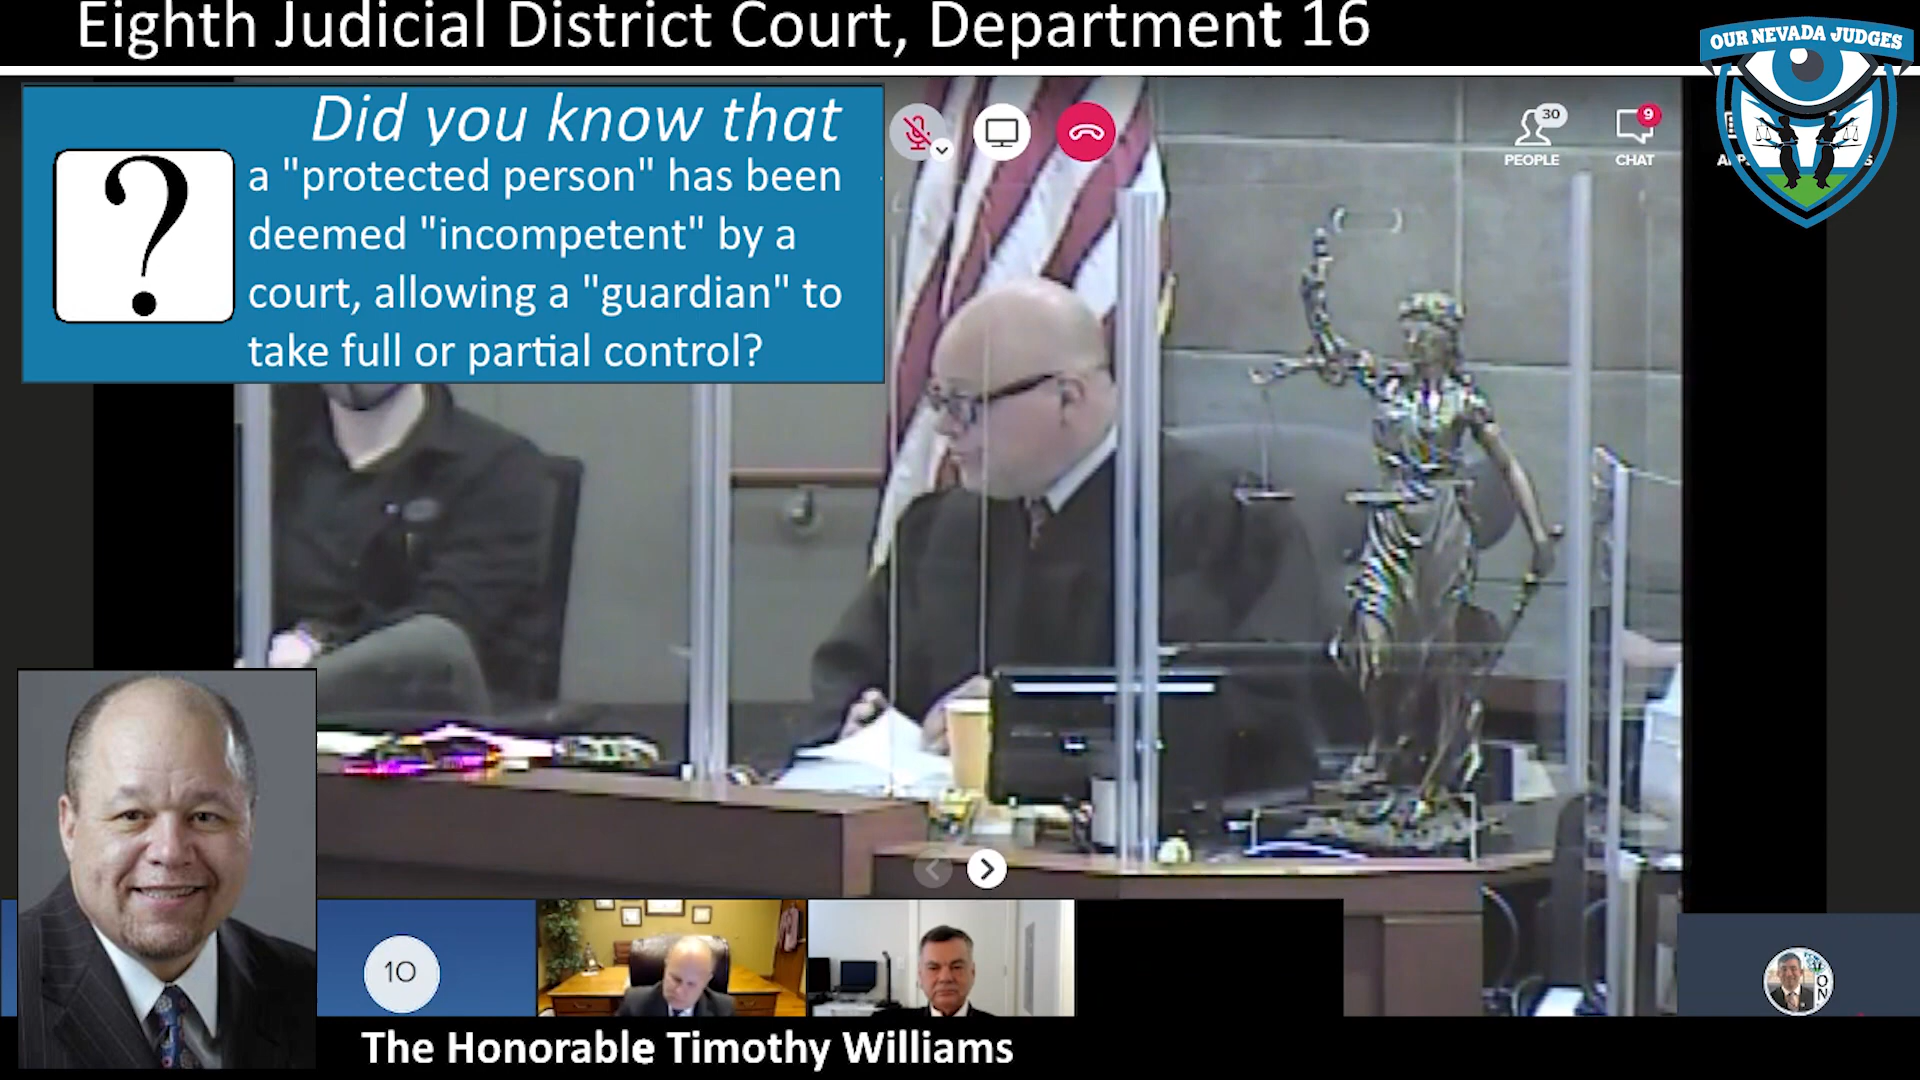 Eighth Judicial District Court, Department 16
OUR NEVADA JUDGES
Did you know that
a "protected person" has been
deemed "incompetent" by a
court, allowing a "guardian" to
take full or partial control?
?
30
PEOPLE
9
CHAT
10
ON
The Honorable Timothy Williams